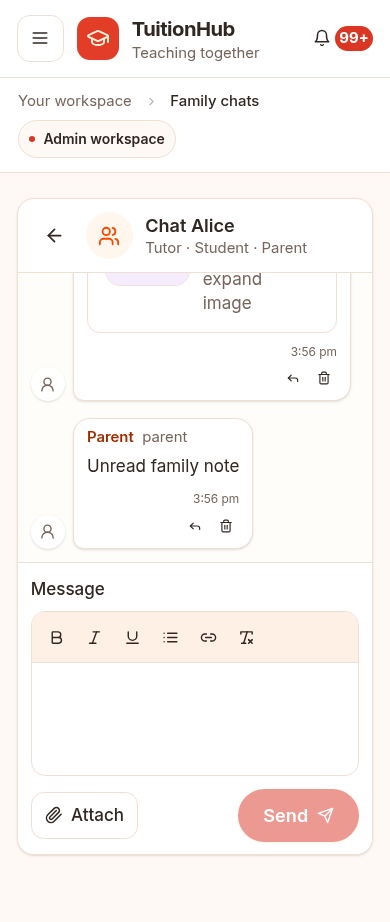 TuitionHub
Teaching together
99+
Your workspace > Family chats
Admin workspace
Chat Alice
Tutor · Student · Parent
expand
image
3:56 pm
Parent parent
Unread family note
3:56 pm
Message
B I U
Attach
Send